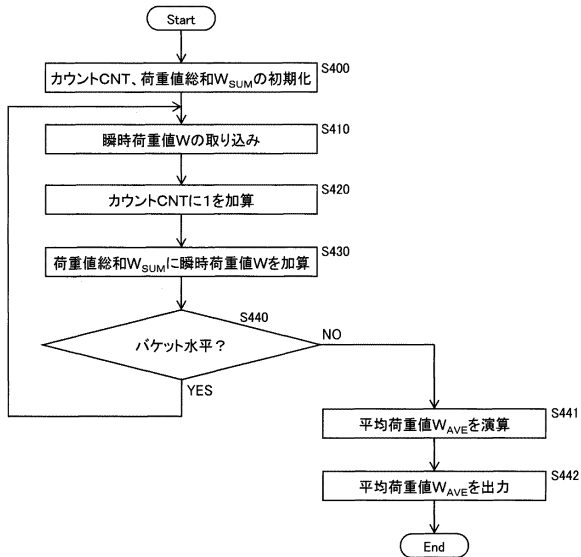 Start
S400
カウントCNT、荷重値総和WSUMの初期化
S410
瞬時荷重値Wの取り込み
S420
カウントCNTに1を加算
S430
荷重値総和WSUMに瞬時荷重値Wを加算
S440
バケット水平？
NO
YES
S441
平均荷重値WAVEを演算
S442
平均荷重値WAVEを出力
End